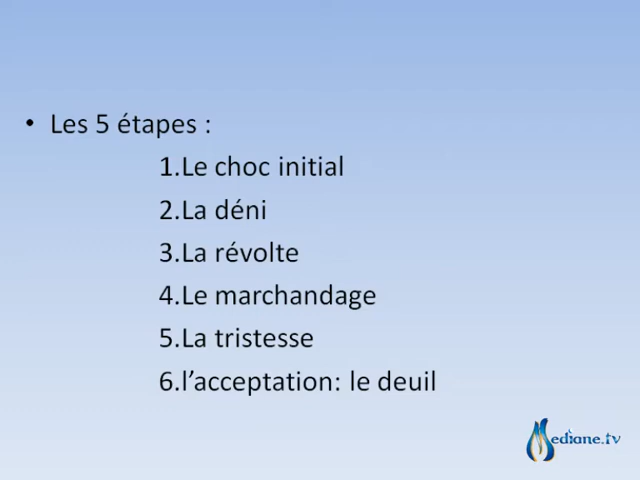 • Les 5 étapes :
1.Le choc initial
2.La déni
3.La révolte
4.Le marchandage
5.La tristesse
6.l’acceptation: le deuil
Mediane.tv